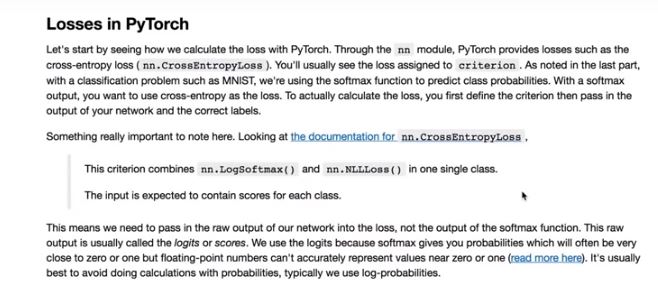 Losses in PyTorch
Let's start by seeing how we calculate the loss with PyTorch. Through the nn module, PyTorch provides losses such as the
cross-entropy loss ( nn.CrossEntropyLoss ). You'll usually see the loss assigned to criterion . As noted in the last part,
with a classification problem such as MNIST, we're using the softmax function to predict class probabilities. With a softmax
output, you want to use cross-entropy as the loss. To actually calculate the loss, you first define the criterion then pass in the
output of your network and the correct labels.
Something really important to note here. Looking at the documentation for nn.CrossEntropyLoss ,
This criterion combines nn.LogSoftmax() and nn.NLLLoss() in one single class.
The input is expected to contain scores for each class.
This means we need to pass in the raw output of our network into the loss, not the output of the softmax function. This raw
output is usually called the logits or scores. We use the logits because softmax gives you probabilities which will often be very
close to zero or one but floating-point numbers can't accurately represent values near zero or one (read more here). It's usually
best to avoid doing calculations with probabilities, typically we use log-probabilities.